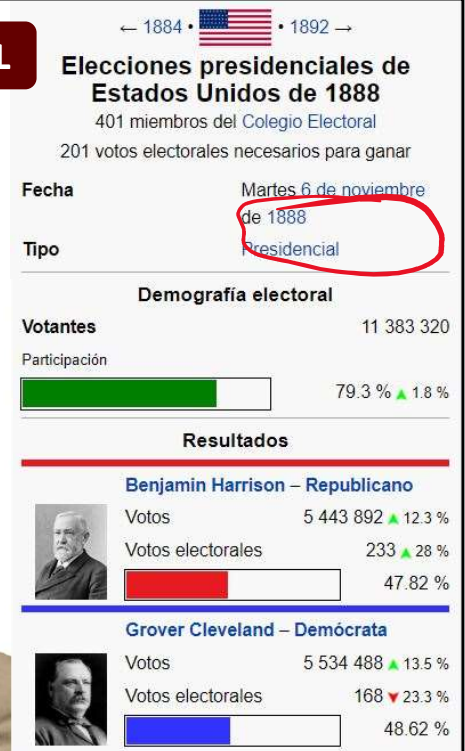 1
← 1884 • • 1892 →
Elecciones presidenciales de
Estados Unidos de 1888
401 miembros del Colegio Electoral
201 votos electorales necesarios para ganar
Fecha Martes 6 de noviembre
de 1888
Tipo Presidencial
Demografía electoral
Votantes 11 383 320
Participación
79.3 % ▲ 1.8 %
Resultados
Benjamin Harrison – Republicano
Votos 5 443 892 ▲ 12.3 %
Votos electorales 233 ▲ 28 %
47.82 %
Grover Cleveland – Demócrata
Votos 5 534 488 ▲ 13.5 %
Votos electorales 168 ▼ 23.3 %
48.62 %